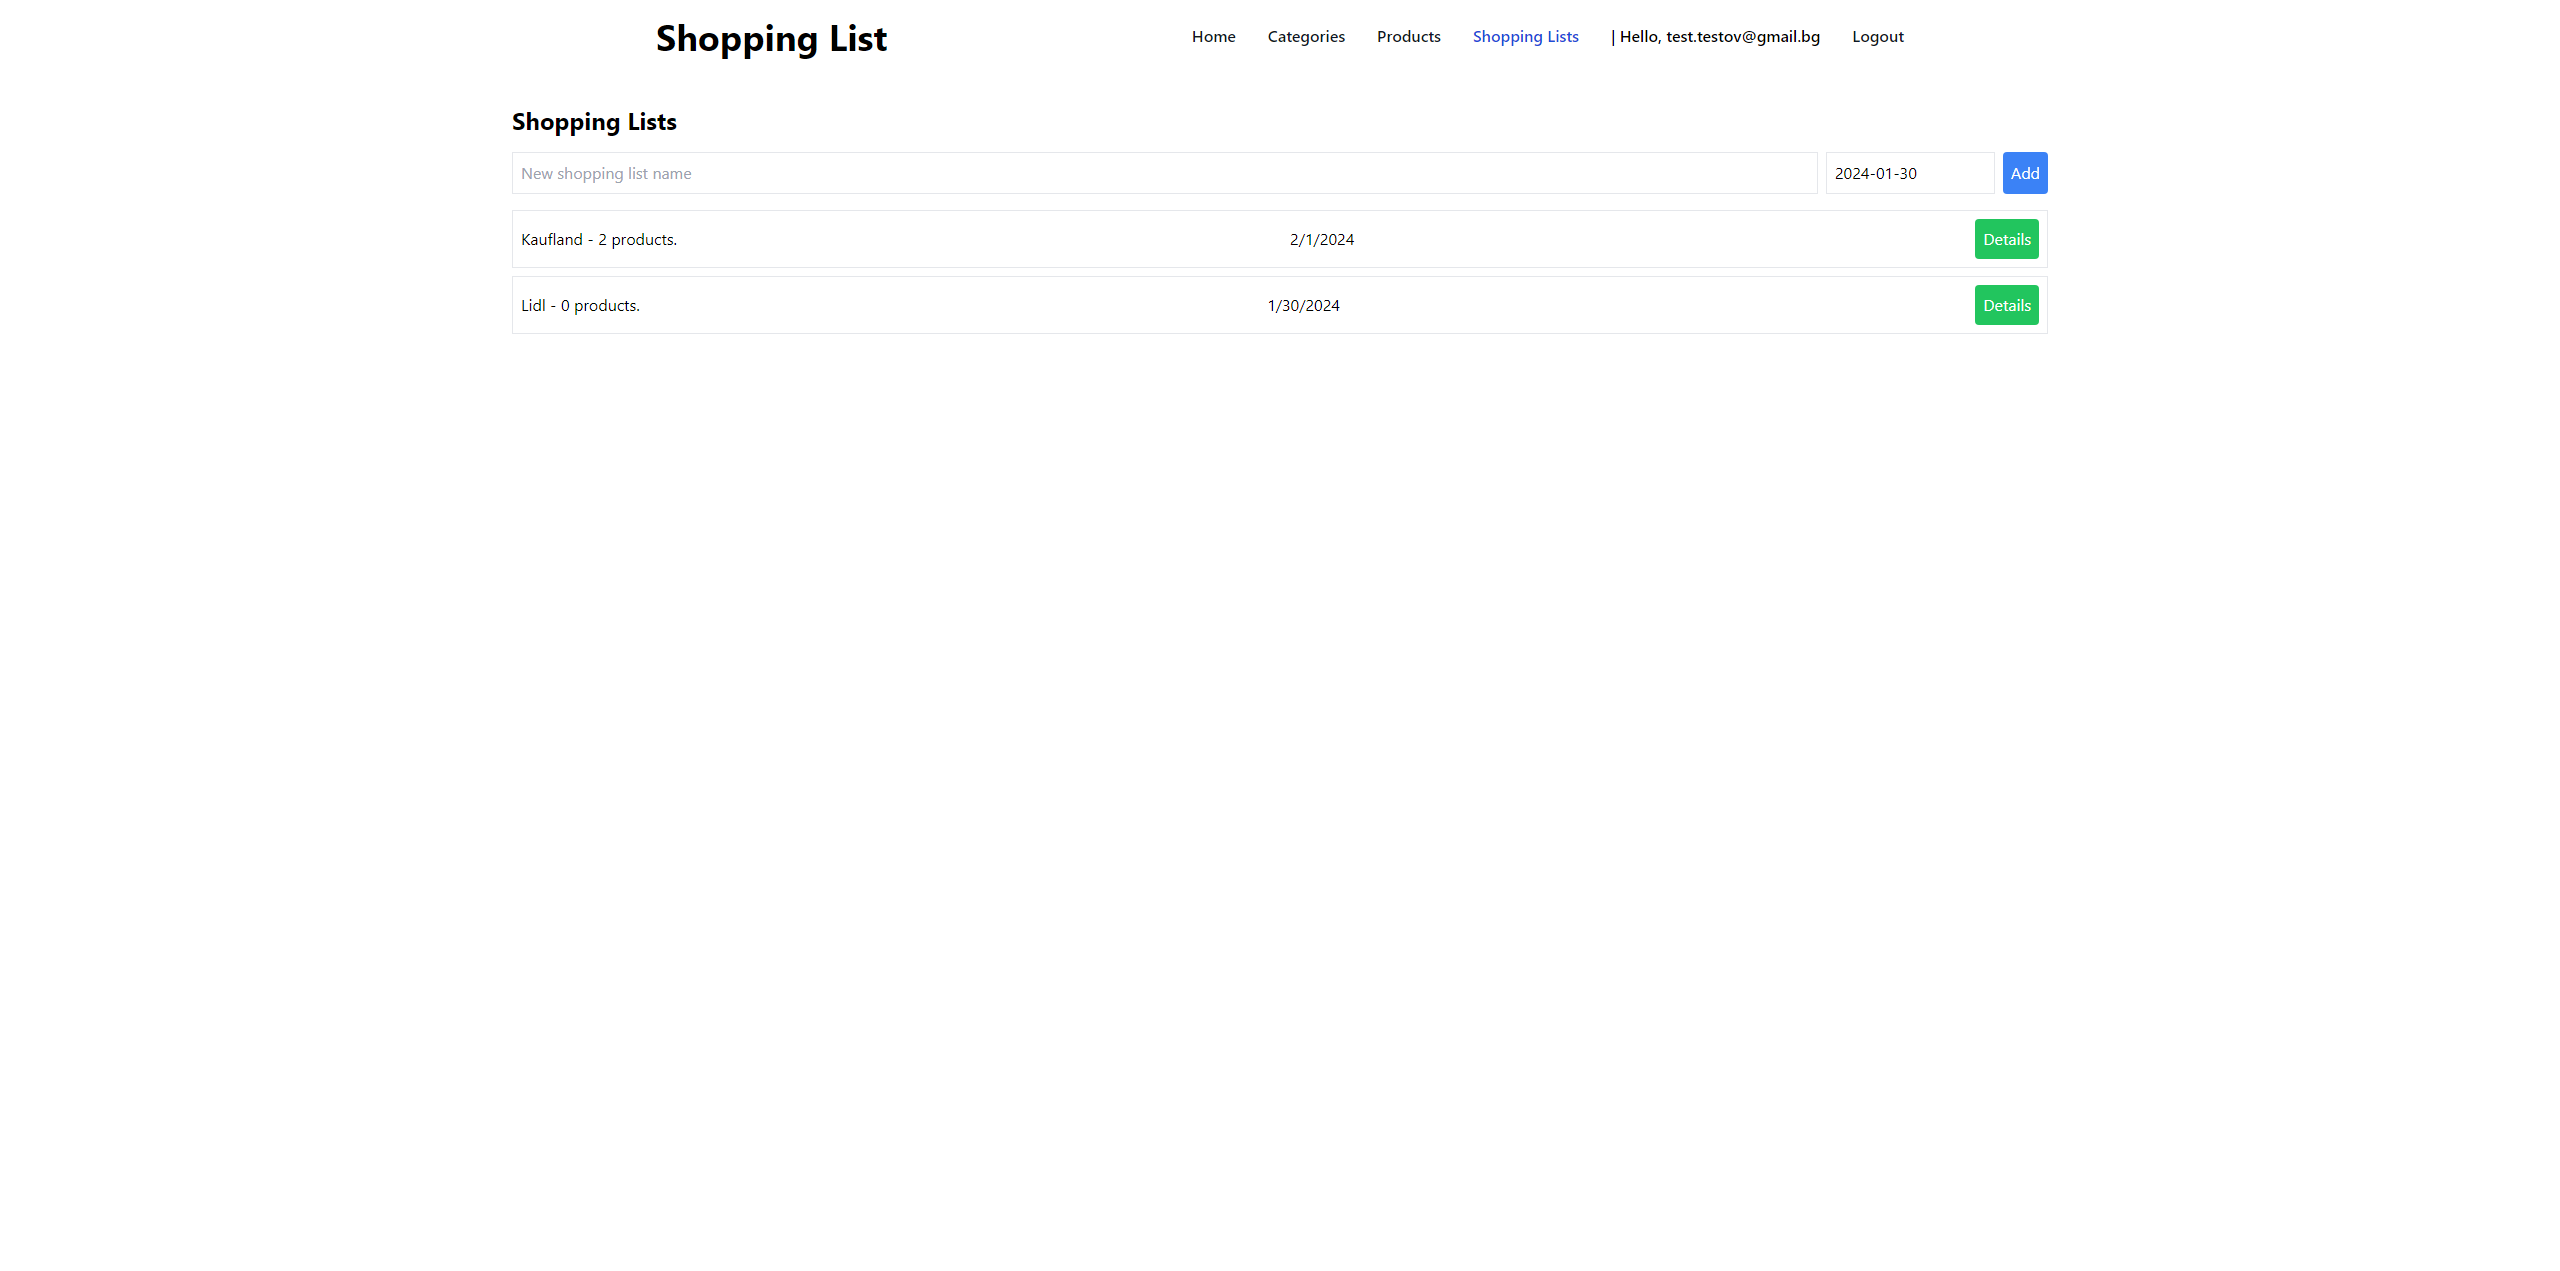 Shopping List
Home Categories Products Shopping Lists | Hello, test.testov@gmail.bg Logout
Shopping Lists
New shopping list name 2024-01-30 Add
Kaufland - 2 products. 2/1/2024 Details
Lidl - 0 products. 1/30/2024 Details